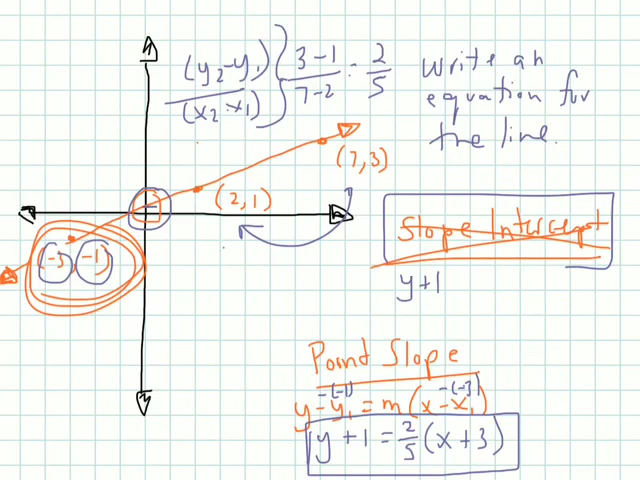 (y₂-y₁) 3-1 = 2
(x₂-x₁) 7-2 5
Write an
equation for
the line.
(7,3)
(2,1)
(-3 -1)
Slope Intercept
y+1
Point Slope
-(-1) -(-3)
y-y₁=m(x-x₁)
y+1=2/5(x+3)